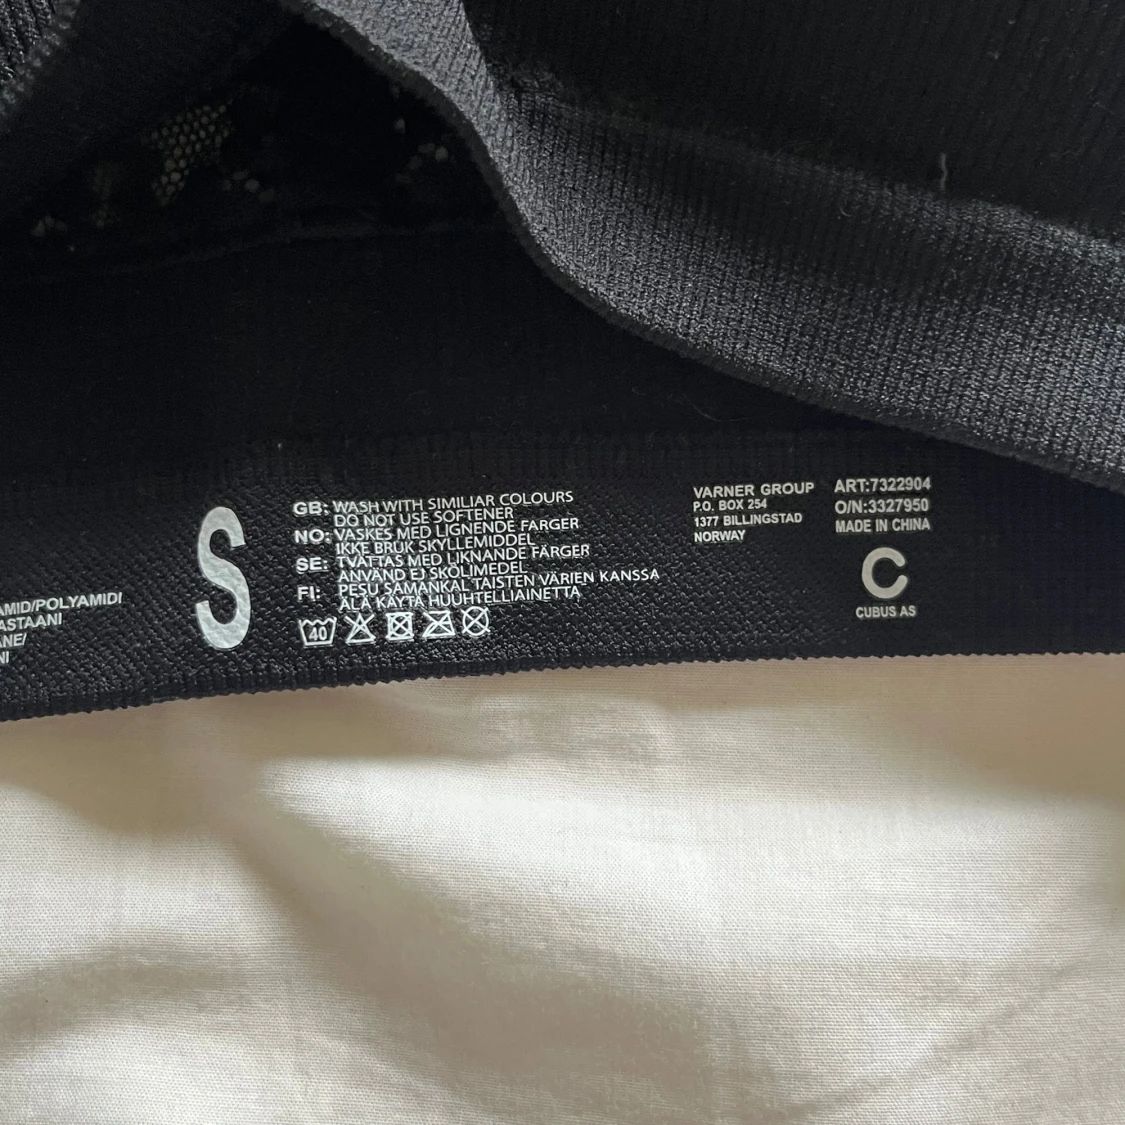 AMID/POLYAMIDI
ASTAANI
ANE/
NI
S
GB: WASH WITH SIMILIAR COLOURS
DO NOT USE SOFTENER
NO: VASKES MED LIGNENDE FARGER
IKKE BRUK SKYLLEMIDDEL
SE: TVÄTTAS MED LIKNANDE FÄRGER
ANVÄND EJ SKÖLJMEDEL
FI: PESU SAMANKAL TAISTEN VÄRIEN KANSSA
ÄLÄ KÄYTÄ HUUHTELLIAINETTA
40
VARNER GROUP
P.O. BOX 254
1377 BILLINGSTAD
NORWAY
ART:7322904
O/N:3327950
MADE IN CHINA
C
CUBUS AS